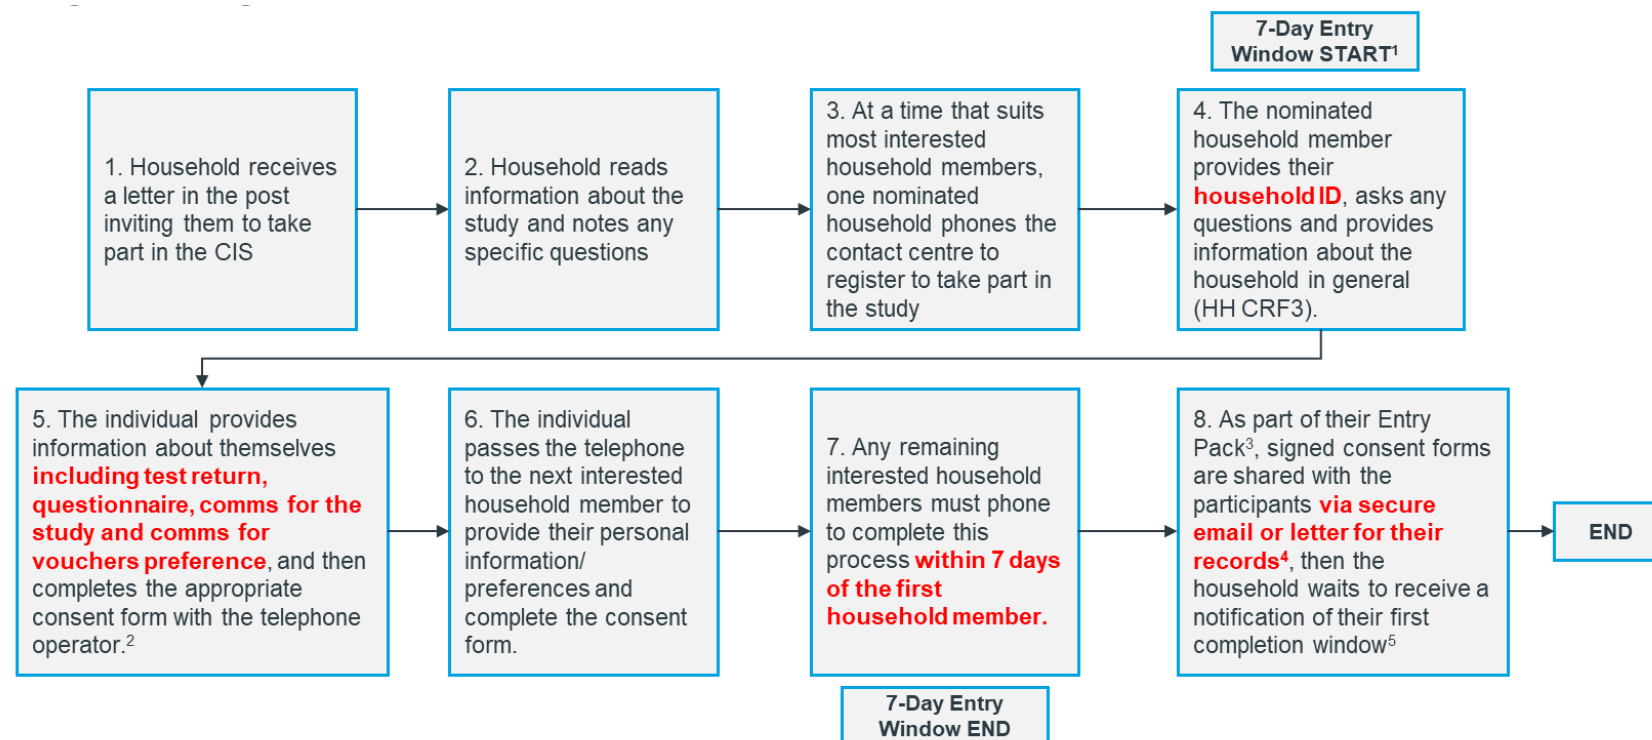 7-Day Entry
Window START¹
1. Household receives
a letter in the post
inviting them to take
part in the CIS
2. Household reads
information about the
study and notes any
specific questions
3. At a time that suits
most interested
household members,
one nominated
household phones the
contact centre to
register to take part in
the study
4. The nominated
household member
provides their
household ID, asks any
questions and provides
information about the
household in general
(HH CRF3).
5. The individual provides
information about themselves
including test return,
questionnaire, comms for the
study and comms for
vouchers preference, and then
completes the appropriate
consent form with the telephone
operator.²
6. The individual
passes the telephone
to the next interested
household member to
provide their personal
information/
preferences and
complete the consent
form.
7. Any remaining
interested household
members must phone
to complete this
process within 7 days
of the first
household member.
8. As part of their Entry
Pack³, signed consent forms
are shared with the
participants via secure
email or letter for their
records⁴, then the
household waits to receive a
notification of their first
completion window⁵
END
7-Day Entry
Window END